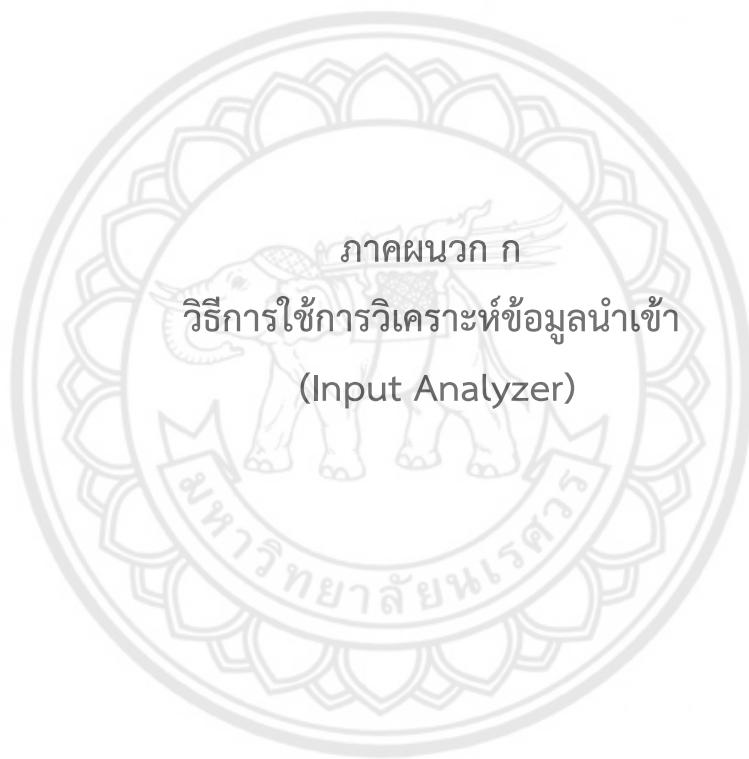 ภาคผนวก ก
วิธีการใช้การวิเคราะห์ข้อมูลนำเข้า
(Input Analyzer)
มหาวิทยาลัยนเรศวร